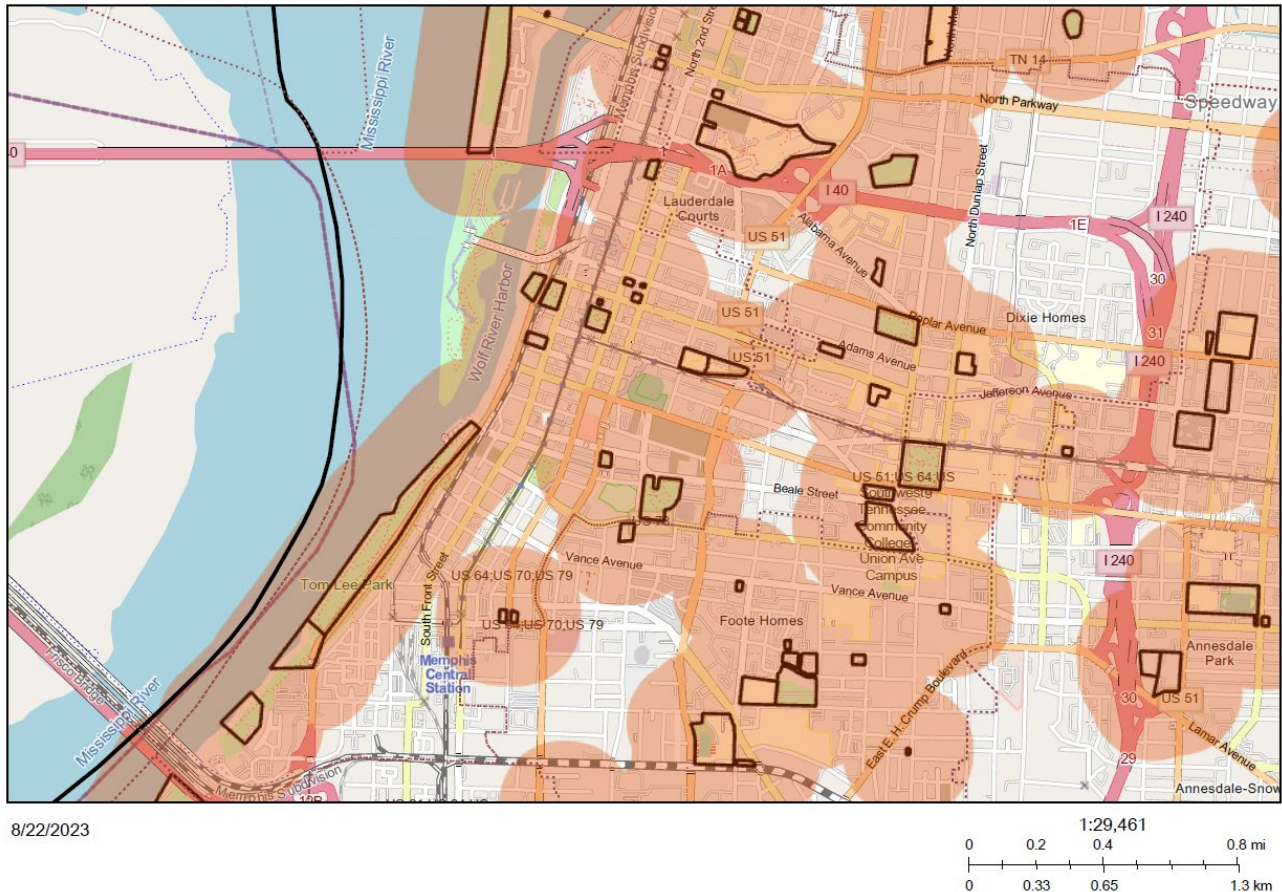 Mississippi River
Memphis Subdivision
North 2nd Street
TN 14
North Parkway
Speedway
1A
I 40
Lauderdale
Courts
North Dunlap Street
I 240
1E
US 51
Alabama Avenue
30
Wolf River Harbor
US 51
Poplar Avenue
Dixie Homes
31
US 51
Adams Avenue
I 240
Jefferson Avenue
US 51;US 64;US
Beale Street
Southwest
Tennessee
Community
College
Union Ave
Campus
I 240
Vance Avenue
Tom Lee Park
South Front Street
US 64;US 70;US 79
Vance Avenue
Foote Homes
Memphis
Central
Station
Annesdale
Park
Frisco Bridge
30
US 51
East E. H. Crump Boulevard
Lamar Avenue
Mississippi River
29
Memphis Subdivision
Annesdale-Snow
8/22/2023
1:29,461
0 0.2 0.4 0.8 mi
0 0.33 0.65 1.3 km